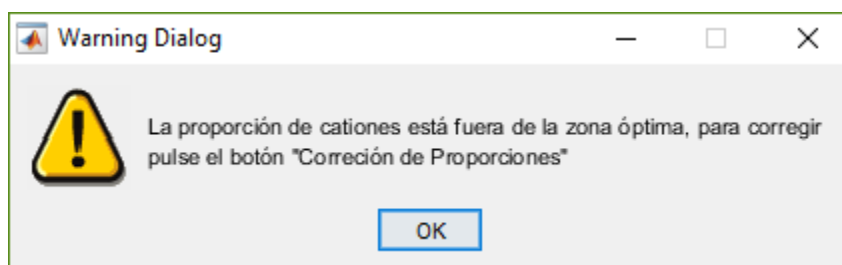 Warning Dialog
La proporción de cationes está fuera de la zona óptima, para corregir
pulse el botón "Correción de Proporciones"
OK